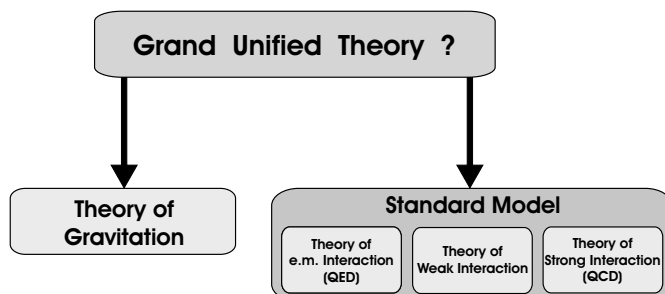 Grand Unified Theory ?
Theory of
Gravitation
Standard Model
Theory of
e.m. Interaction
(QED)
Theory of
Weak Interaction
Theory of
Strong Interaction
(QCD)